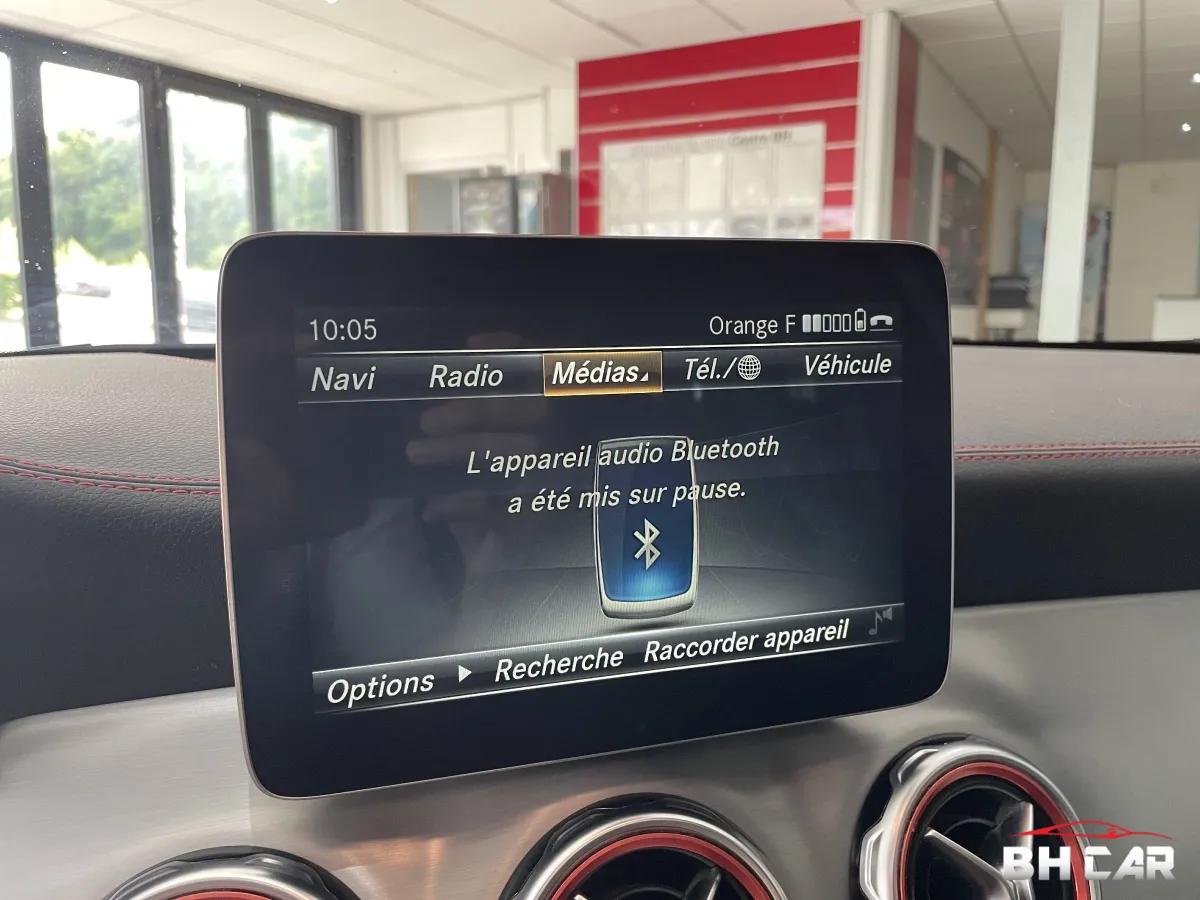 10:05
Orange F
Navi Radio Médias Tél./ Véhicule
L'appareil audio Bluetooth
a été mis sur pause.
Options Recherche Raccorder appareil
BH CAR